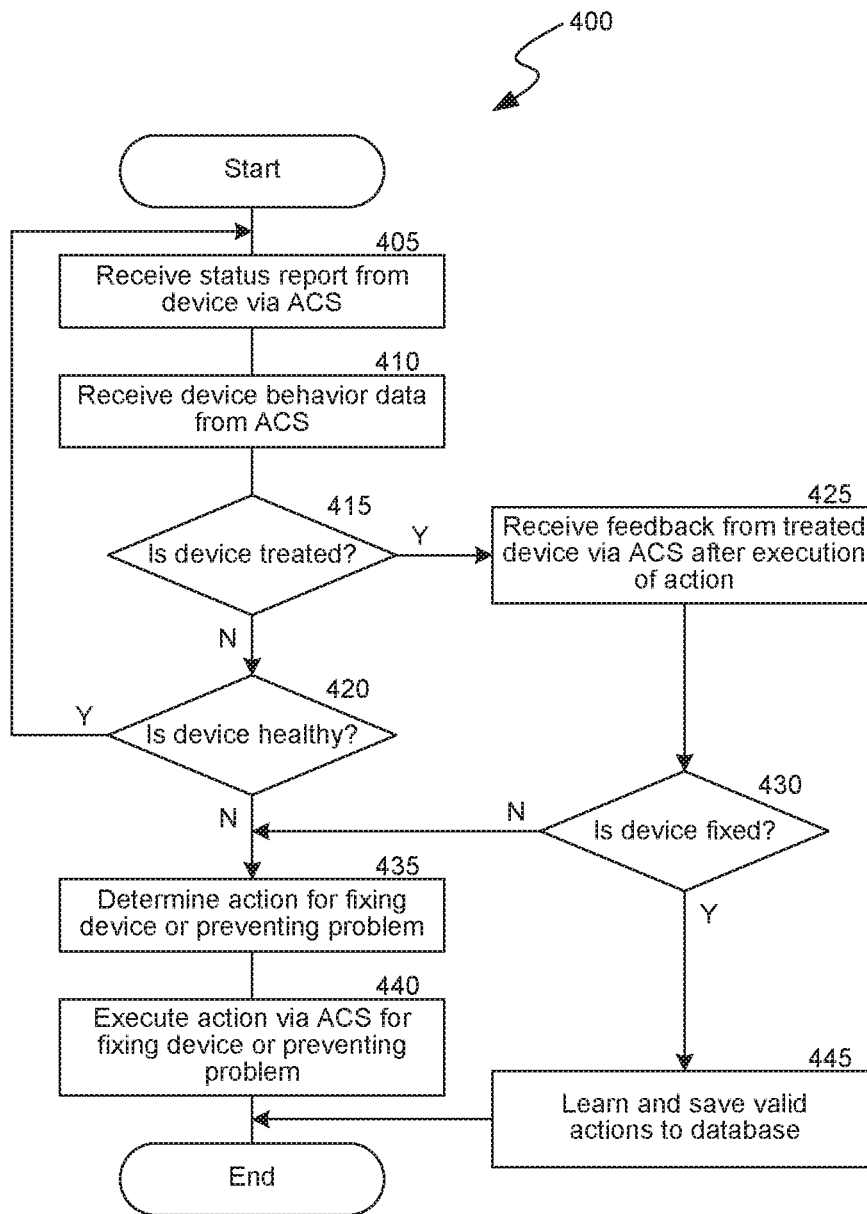 400
Start
405
Receive status report from
device via ACS
410
Receive device behavior data
from ACS
415
Is device treated?
Y
425
Receive feedback from treated
device via ACS after execution
of action
N
420
Y
Is device healthy?
N
430
N
Is device fixed?
Y
435
Determine action for fixing
device or preventing problem
440
Execute action via ACS for
fixing device or preventing
problem
445
Learn and save valid
actions to database
End